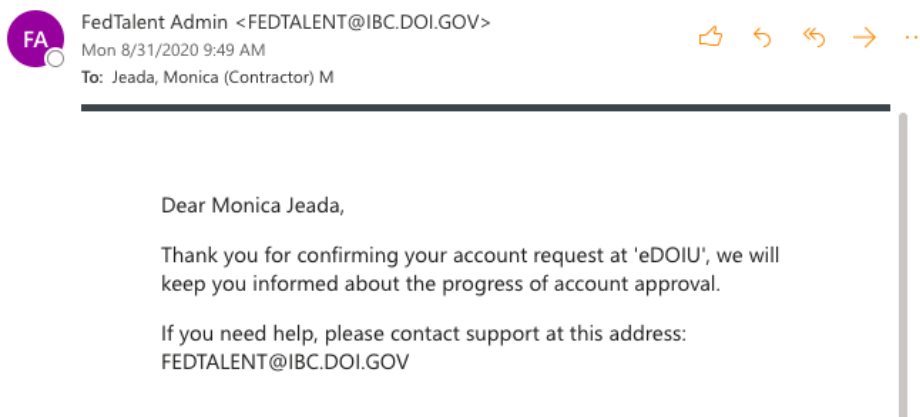 FA
FedTalent Admin <FEDTALENT@IBC.DOI.GOV>
Mon 8/31/2020 9:49 AM
To: Jeada, Monica (Contractor) M
Dear Monica Jeada,
Thank you for confirming your account request at 'eDOIU', we will
keep you informed about the progress of account approval.
If you need help, please contact support at this address:
FEDTALENT@IBC.DOI.GOV